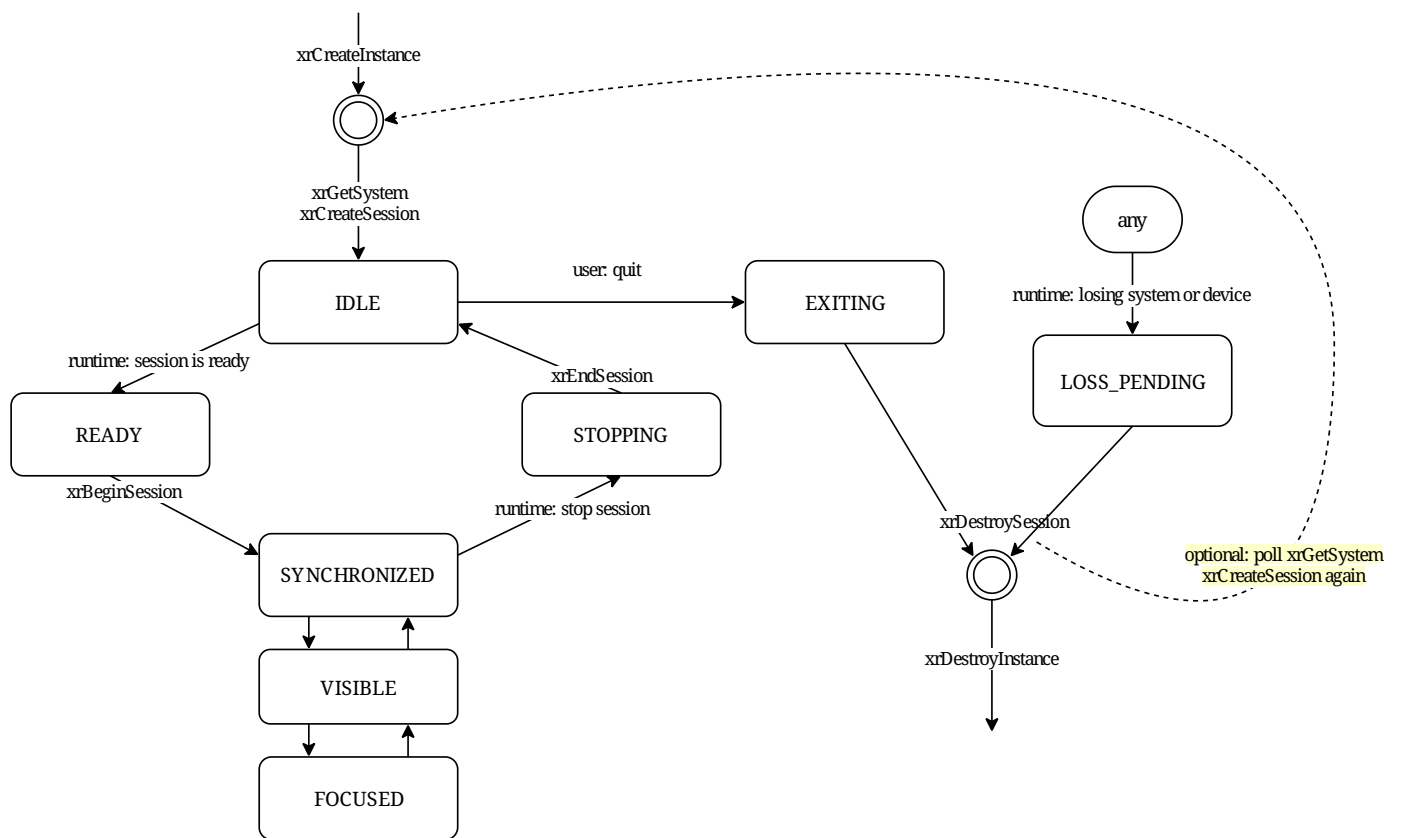 xrCreateInstance
xrGetSystem
xrCreateSession
any
user: quit
runtime: losing system or device
IDLE
EXITING
runtime: session is ready
xrEndSession
LOSS_PENDING
READY
STOPPING
xrBeginSession
runtime: stop session
xrDestroySession
optional: poll xrGetSystem
xrCreateSession again
SYNCHRONIZED
xrDestroyInstance
VISIBLE
FOCUSED